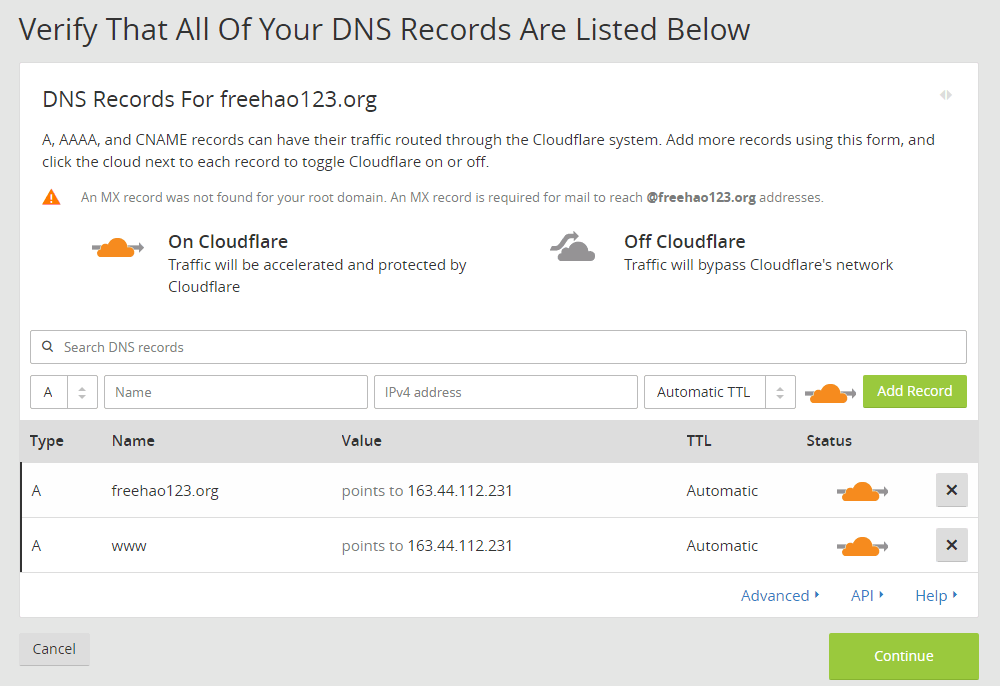 Verify That All Of Your DNS Records Are Listed Below
DNS Records For freehao123.org
A, AAAA, and CNAME records can have their traffic routed through the Cloudflare system. Add more records using this form, and
click the cloud next to each record to toggle Cloudflare on or off.
An MX record was not found for your root domain. An MX record is required for mail to reach @freehao123.org addresses.
On Cloudflare
Traffic will be accelerated and protected by
Cloudflare
Off Cloudflare
Traffic will bypass Cloudflare's network
Search DNS records
A Name IPv4 address Automatic TTL Add Record
Type Name Value TTL Status
A freehao123.org points to 163.44.112.231 Automatic
A www points to 163.44.112.231 Automatic
Advanced API Help
Cancel Continue